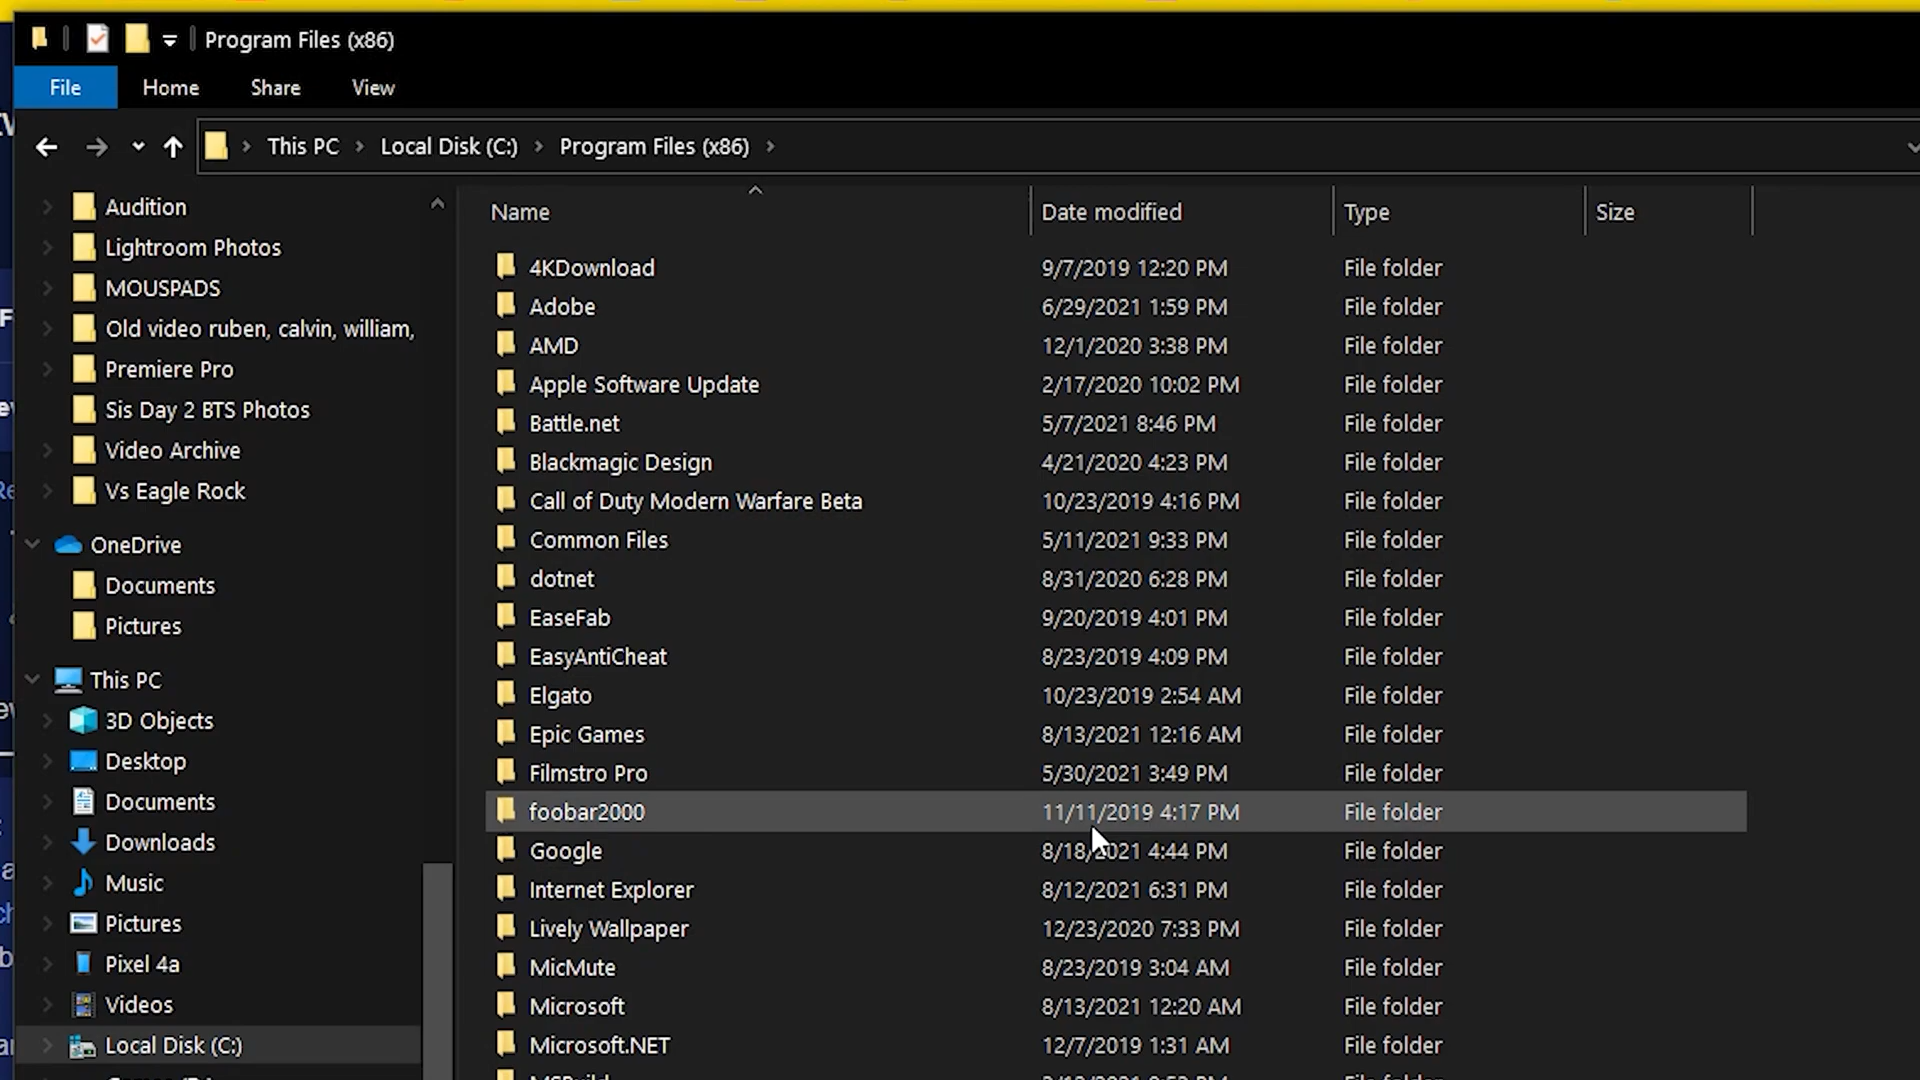 Program Files (x86)
File Home Share View
This PC Local Disk (C:) Program Files (x86)
Audition
Lightroom Photos
MOUSPADS
Old video ruben, calvin, william,
Premiere Pro
Sis Day 2 BTS Photos
Video Archive
Vs Eagle Rock
OneDrive
Documents
Pictures
This PC
3D Objects
Desktop
Documents
Downloads
Music
Pictures
Pixel 4a
Videos
Local Disk (C:)
Name Date modified Type Size
4KDownload 9/7/2019 12:20 PM File folder
Adobe 6/29/2021 1:59 PM File folder
AMD 12/1/2020 3:38 PM File folder
Apple Software Update 2/17/2020 10:02 PM File folder
Battle.net 5/7/2021 8:46 PM File folder
Blackmagic Design 4/21/2020 4:23 PM File folder
Call of Duty Modern Warfare Beta 10/23/2019 4:16 PM File folder
Common Files 5/11/2021 9:33 PM File folder
dotnet 8/31/2020 6:28 PM File folder
EaseFab 9/20/2019 4:01 PM File folder
EasyAntiCheat 8/23/2019 4:09 PM File folder
Elgato 10/23/2019 2:54 AM File folder
Epic Games 8/13/2021 12:16 AM File folder
Filmstro Pro 5/30/2021 3:49 PM File folder
foobar2000 11/11/2019 4:17 PM File folder
Google 8/18/2021 4:44 PM File folder
Internet Explorer 8/12/2021 6:31 PM File folder
Lively Wallpaper 12/23/2020 7:33 PM File folder
MicMute 8/23/2019 3:04 AM File folder
Microsoft 8/13/2021 12:20 AM File folder
Microsoft.NET 12/7/2019 1:31 AM File folder